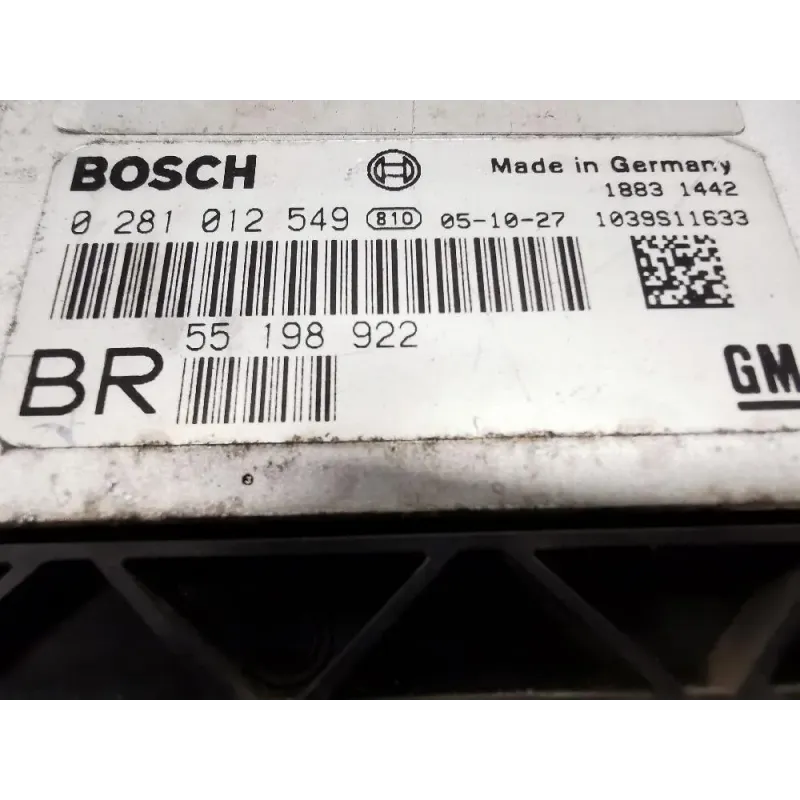 BOSCH Made in Germany
1883 1442
0 281 012 549 810 05-10-27 1039S11633
55 198 922
BR GM